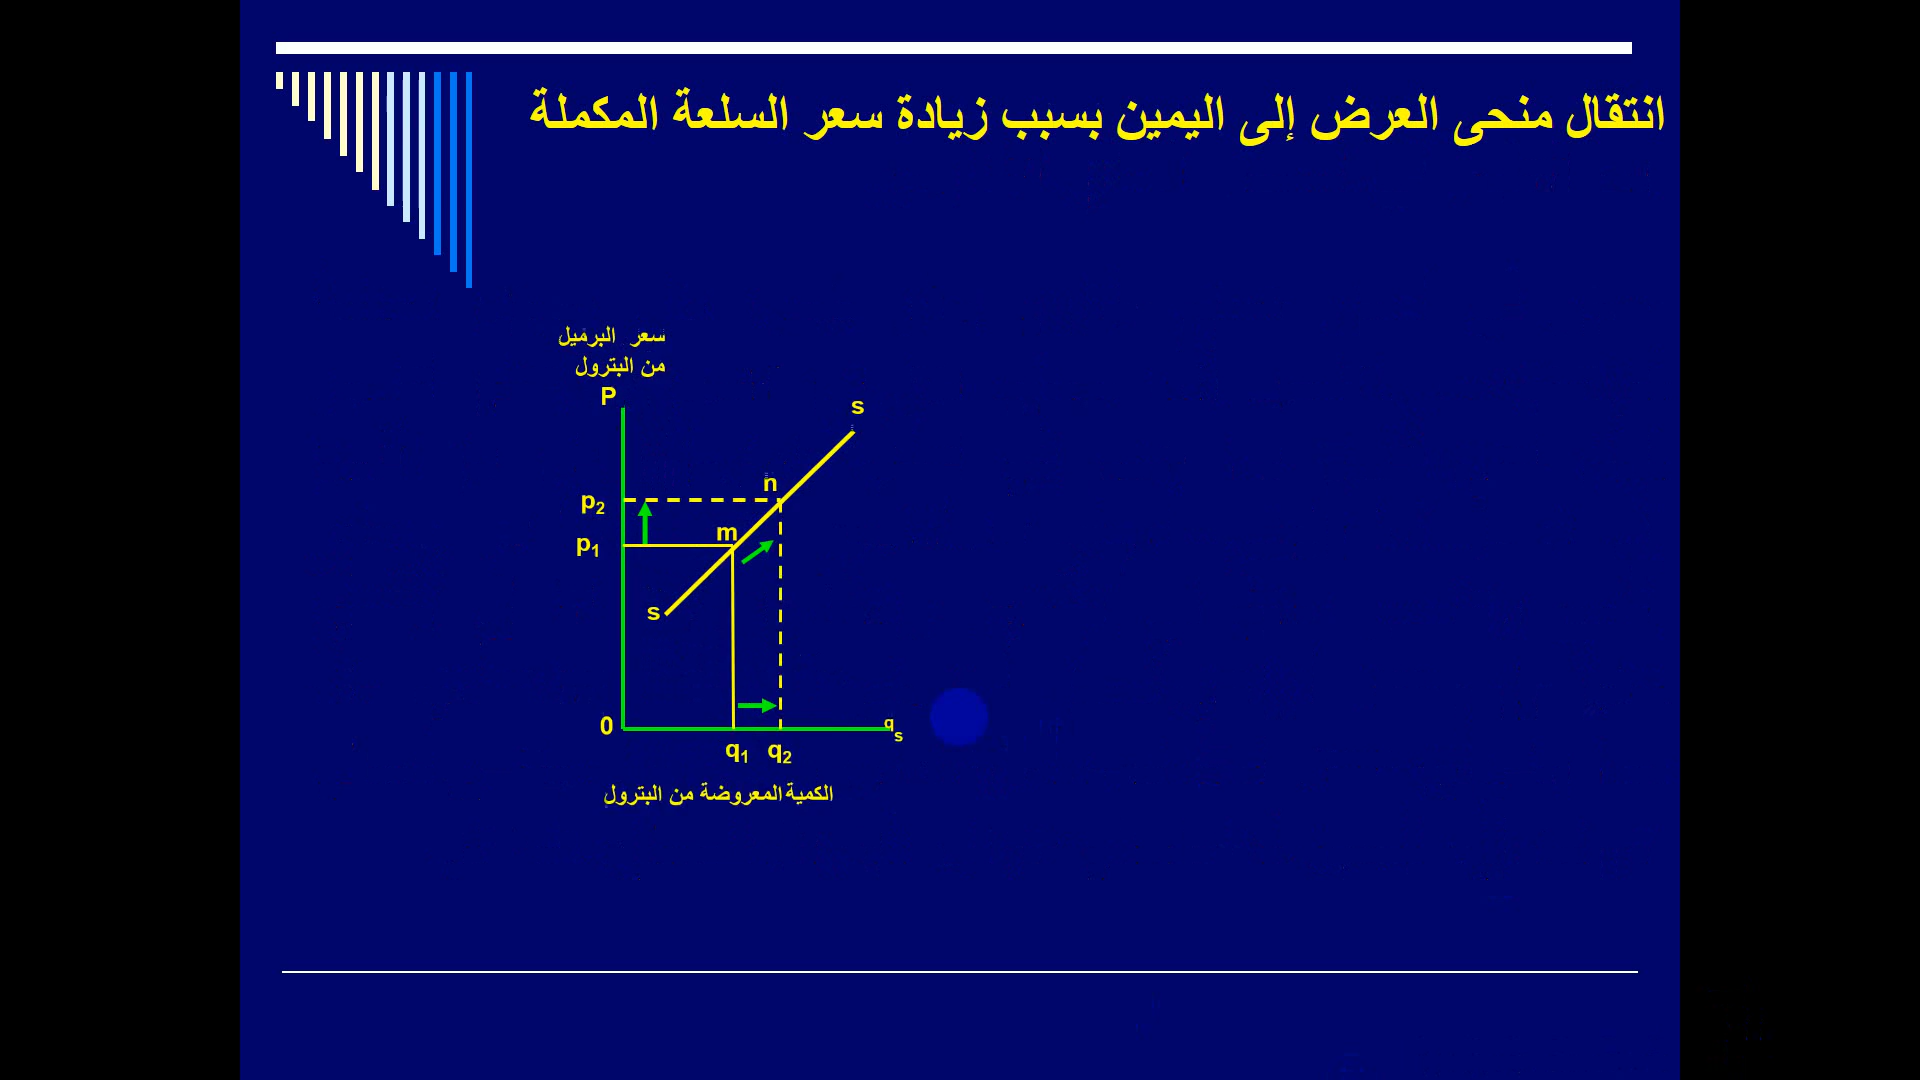 انتقال منحى العرض إلى اليمين بسبب زيادة سعر السلعة المكملة
سعر البرميل
من البترول
P
s
n
p2
m
p1
s
0
qs
q1 q2
الكمية المعروضة من البترول